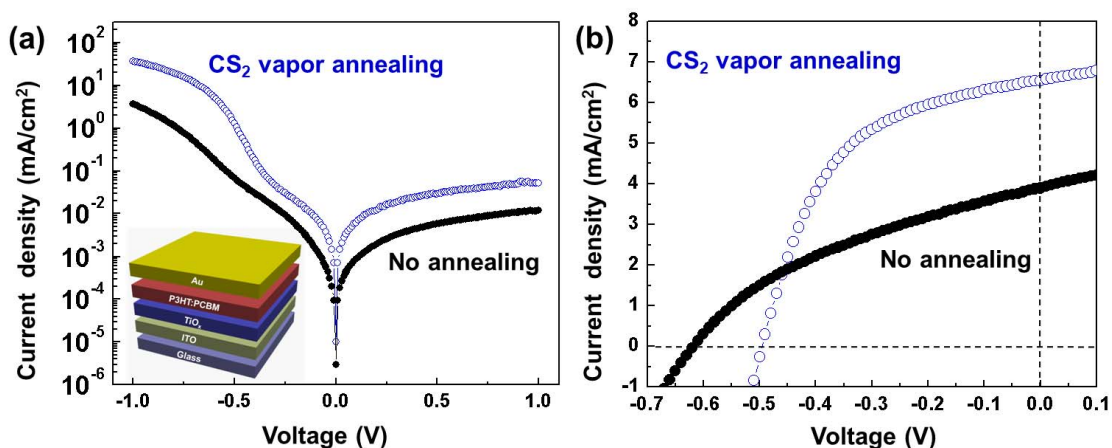 (a)
CS₂ vapor annealing
No annealing
Current density (mA/cm²)
10²
10¹
10⁰
10⁻¹
10⁻²
10⁻³
10⁻⁴
10⁻⁵
10⁻⁶
Au
P3HT:PCBM
TiOₓ
ITO
Glass
-1.0 -0.5 0.0 0.5 1.0
Voltage (V)
(b)
CS₂ vapor annealing
No annealing
Current density (mA/cm²)
8
7
6
5
4
3
2
1
0
-1
-0.7 -0.6 -0.5 -0.4 -0.3 -0.2 -0.1 0.0 0.1
Voltage (V)